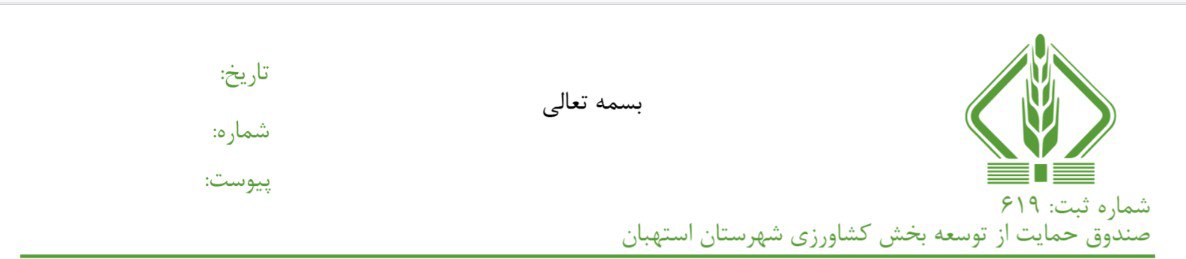 بسمه تعالی
تاریخ:
شماره:
پیوست:
شماره ثبت: ۶۱۹
صندوق حمایت از توسعه بخش کشاورزی شهرستان استهبان